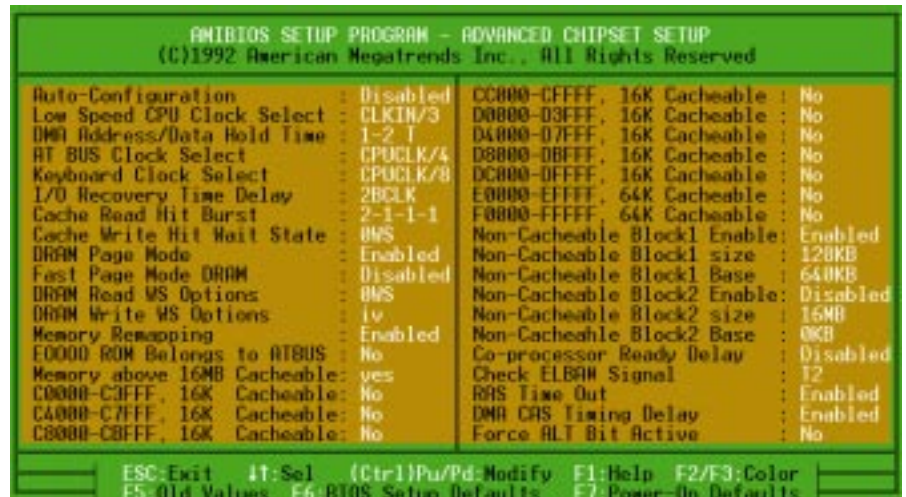 AMIBIOS SETUP PROGRAM - ADVANCED CHIPSET SETUP
(C)1992 American Megatrends Inc., All Rights Reserved
Auto-Configuration : Disabled
Low Speed CPU Clock Select : CLKIN/3
DMA Address/Data Hold Time : 1-2 T
AT BUS Clock Select : CPUCLK/4
Keyboard Clock Select : CPUCLK/8
I/O Recovery Time Delay : 2BCLK
Cache Read Hit Burst : 2-1-1-1
Cache Write Hit Wait State : 0WS
DRAM Page Mode : Enabled
Fast Page Mode DRAM : Disabled
DRAM Read WS Options : 0WS
DRAM Write WS Options : iv
Memory Remapping : Enabled
EOOOO ROM Belongs to ATBUS : No
Memory above 16MB Cacheable: yes
C0000-C3FFF, 16K Cacheable: No
C4000-C7FFF, 16K Cacheable: No
C8000-CBFFF, 16K Cacheable: No
CC000-CFFFF, 16K Cacheable : No
D0000-D3FFF, 16K Cacheable : No
D4000-D7FFF, 16K Cacheable : No
D8000-DBFFF, 16K Cacheable : No
DC000-DFFFF, 16K Cacheable : No
E0000-EFFFF, 64K Cacheable : No
F0000-FFFFF, 64K Cacheable : No
Non-Cacheable Block1 Enable: Enabled
Non-Cacheable Block1 size : 128KB
Non-Cacheable Block1 Base : 640KB
Non-Cacheable Block2 Enable: Disabled
Non-Cacheable Block2 size : 16MB
Non-Cacheable Block2 Base : 0KB
Co-processor Ready Delay : Disabled
Check ELBAW Signal : T2
RAS Time Out : Enabled
DMA CAS Timing Delay : Enabled
Force ALT Bit Active : No
ESC:Exit ↓↑:Sel (Ctrl)Pu/Pd:Modify F1:Help F2/F3:Color
F5:Old Values F6:BIOS Setup Defaults F7:Power-On Defaults